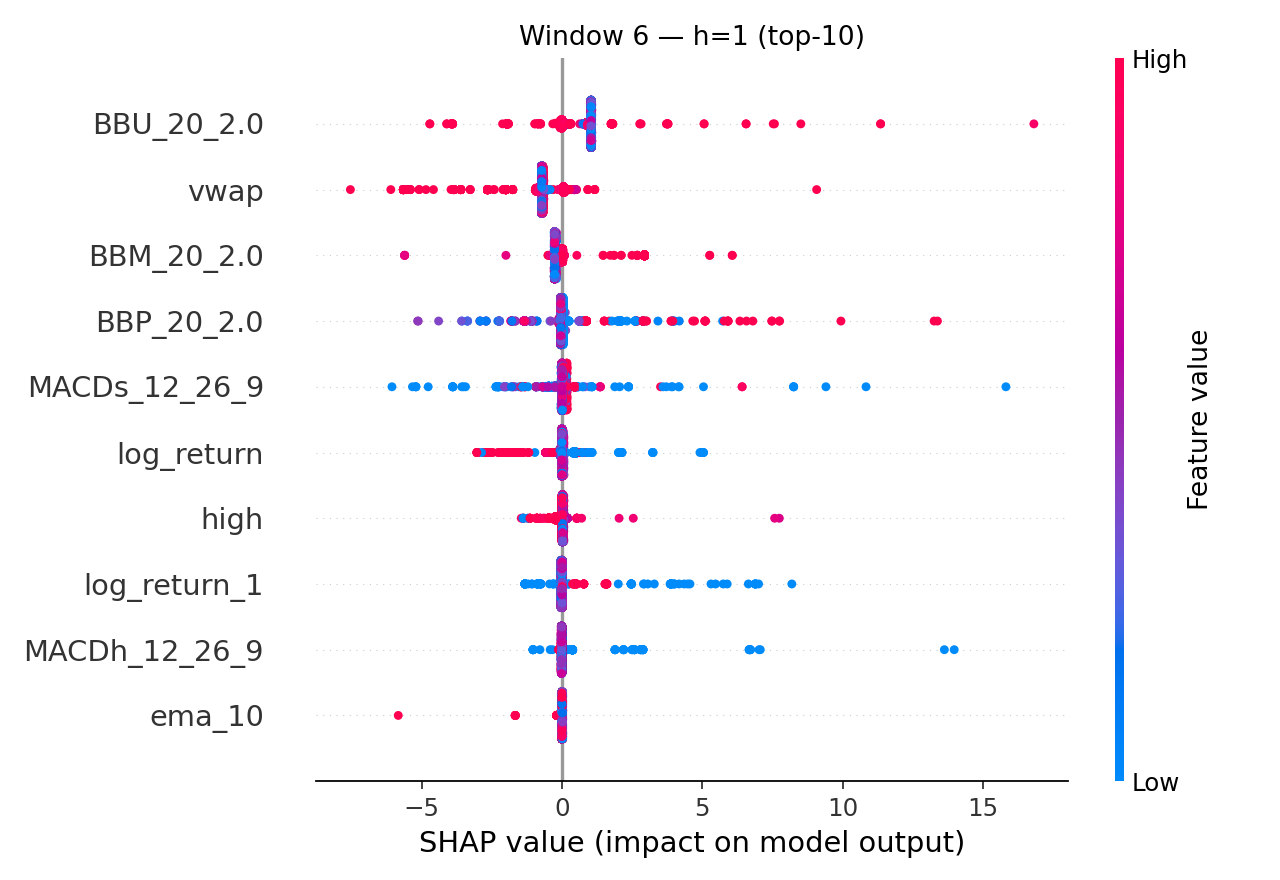 Window 6 — h=1 (top-10)
High
BBU_20_2.0
vwap
BBM_20_2.0
BBP_20_2.0
MACDs_12_26_9
log_return
high
log_return_1
MACDh_12_26_9
ema_10
Feature value
Low
−5
0
5
10
15
SHAP value (impact on model output)